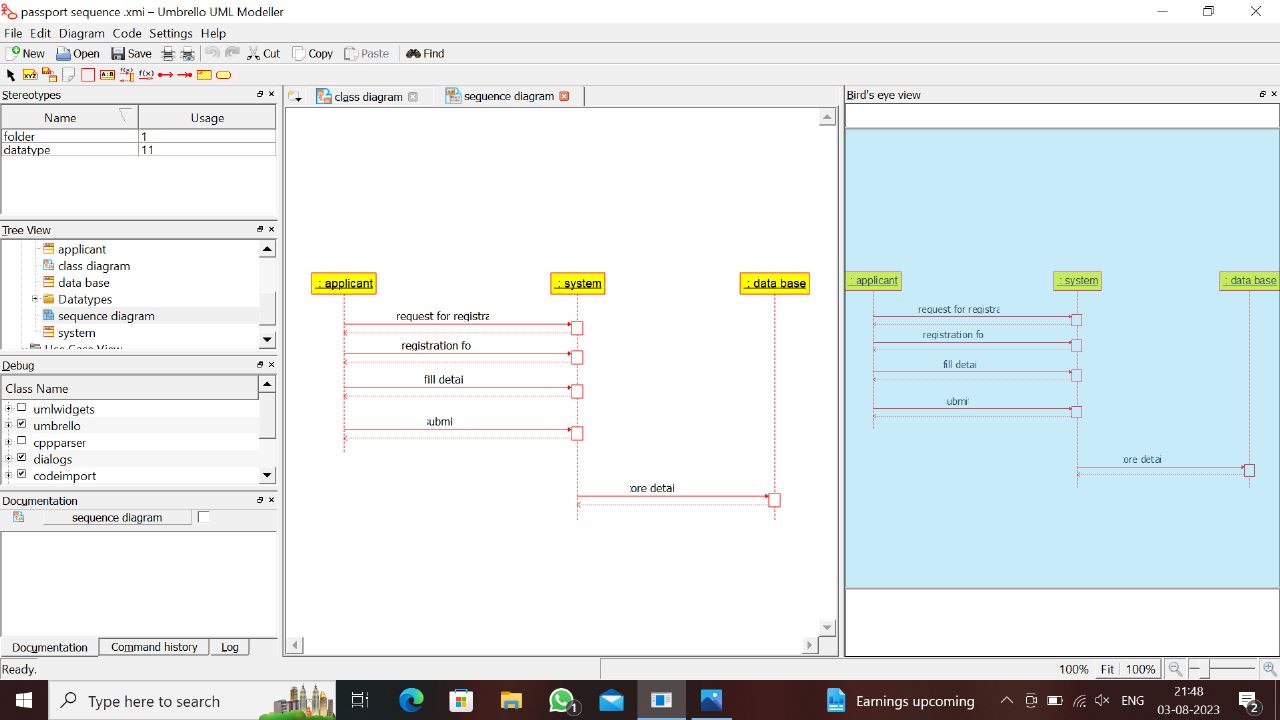 passport sequence .xmi – Umbrello UML Modeller
File Edit Diagram Code Settings Help
New Open Save Cut Copy Paste Find
Stereotypes
Name Usage
folder 1
datatype 11
Tree View
applicant
class diagram
data base
Datatypes
sequence diagram
system
Debug
Class Name
umlwidgets
umbrello
cppparser
dialogs
codeimport
Documentation
sequence diagram
Documentation Command history Log
class diagram sequence diagram
: applicant : system : data base
request for registra
registration fo
fill detai
submi
ore detai
Bird's eye view
: applicant : system : data base
request for registra
registration fo
fill detai
ubmi
ore detai
Ready.
100% Fit 100%
Type here to search
1
Earnings upcoming
ENG
21:48
03-08-2023
2